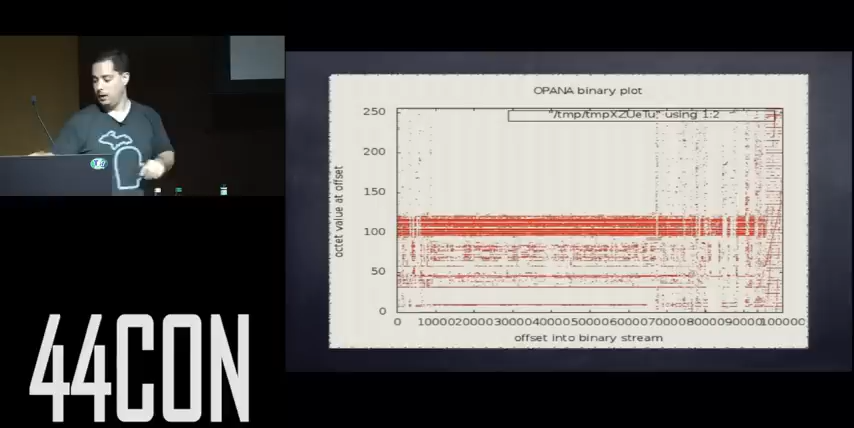 OPANA binary plot
"/tmp/tmpXZUeTu" using 1:2
250
200
150
100
50
0
0 10000 20000 30000 40000 50000 60000 70000 80000 90000 100000
octet value at offset
offset into binary stream
44CON